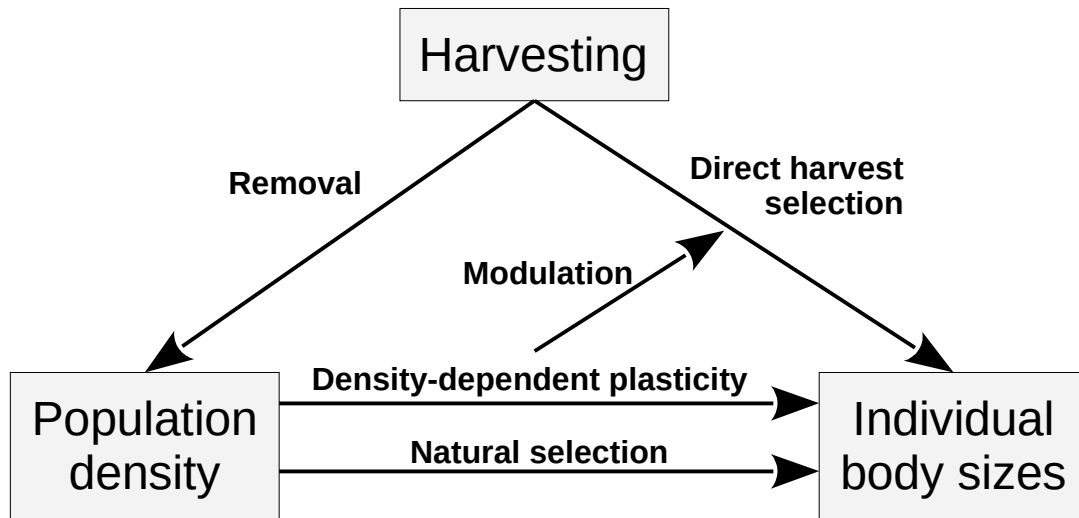 Harvesting
Removal
Direct harvest
selection
Modulation
Density-dependent plasticity
Population
density
Natural selection
Individual
body sizes